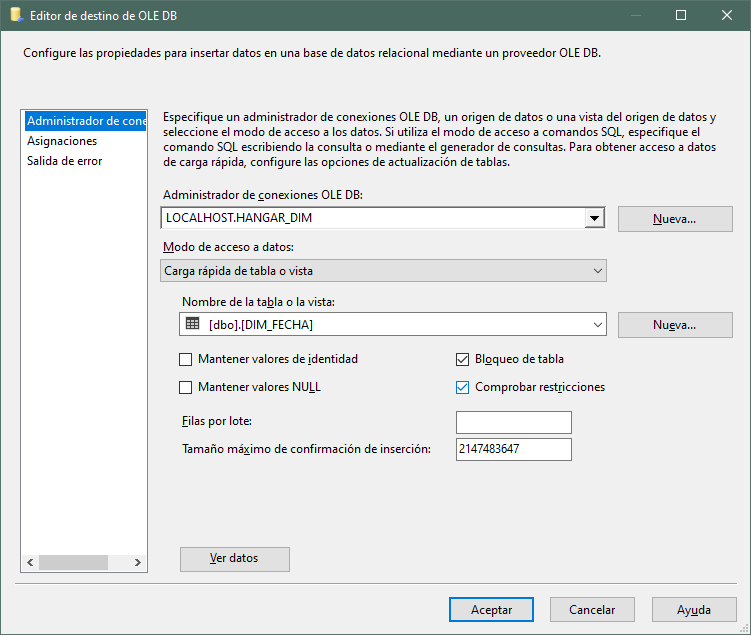 Editor de destino de OLE DB
Configure las propiedades para insertar datos en una base de datos relacional mediante un proveedor OLE DB.
Administrador de cone
Asignaciones
Salida de error
Especifique un administrador de conexiones OLE DB, un origen de datos o una vista del origen de datos y
seleccione el modo de acceso a los datos. Si utiliza el modo de acceso a comandos SQL, especifique el
comando SQL escribiendo la consulta o mediante el generador de consultas. Para obtener acceso a datos
de carga rápida, configure las opciones de actualización de tablas.
Administrador de conexiones OLE DB:
LOCALHOST.HANGAR_DIM
Nueva...
Modo de acceso a datos:
Carga rápida de tabla o vista
Nombre de la tabla o la vista:
[dbo].[DIM_FECHA]
Nueva...
Mantener valores de identidad
Bloqueo de tabla
Mantener valores NULL
Comprobar restricciones
Filas por lote:
Tamaño máximo de confirmación de inserción:
2147483647
Ver datos
Aceptar
Cancelar
Ayuda